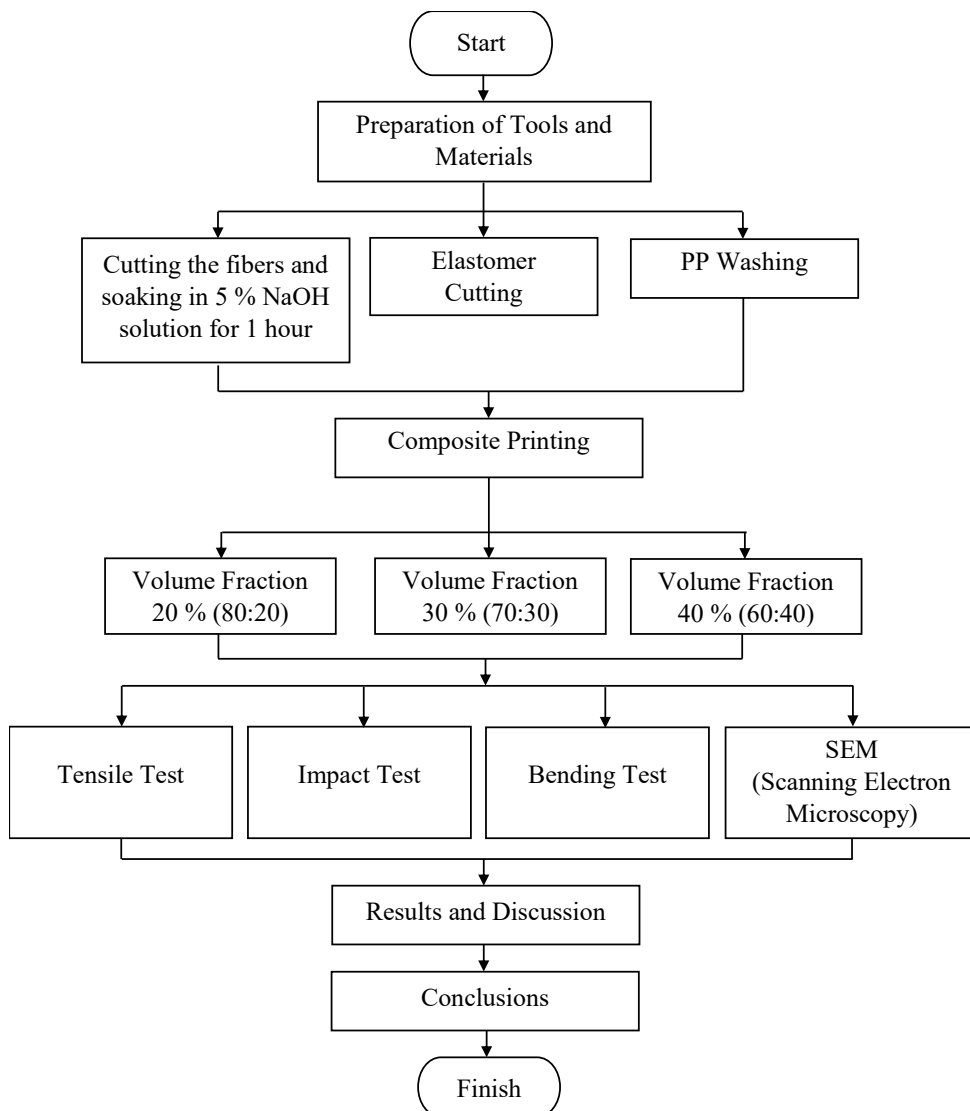 Start
Preparation of Tools and
Materials
Cutting the fibers and
soaking in 5 % NaOH
solution for 1 hour
Elastomer
Cutting
PP Washing
Composite Printing
Volume Fraction
20 % (80:20)
Volume Fraction
30 % (70:30)
Volume Fraction
40 % (60:40)
Tensile Test
Impact Test
Bending Test
SEM
(Scanning Electron
Microscopy)
Results and Discussion
Conclusions
Finish